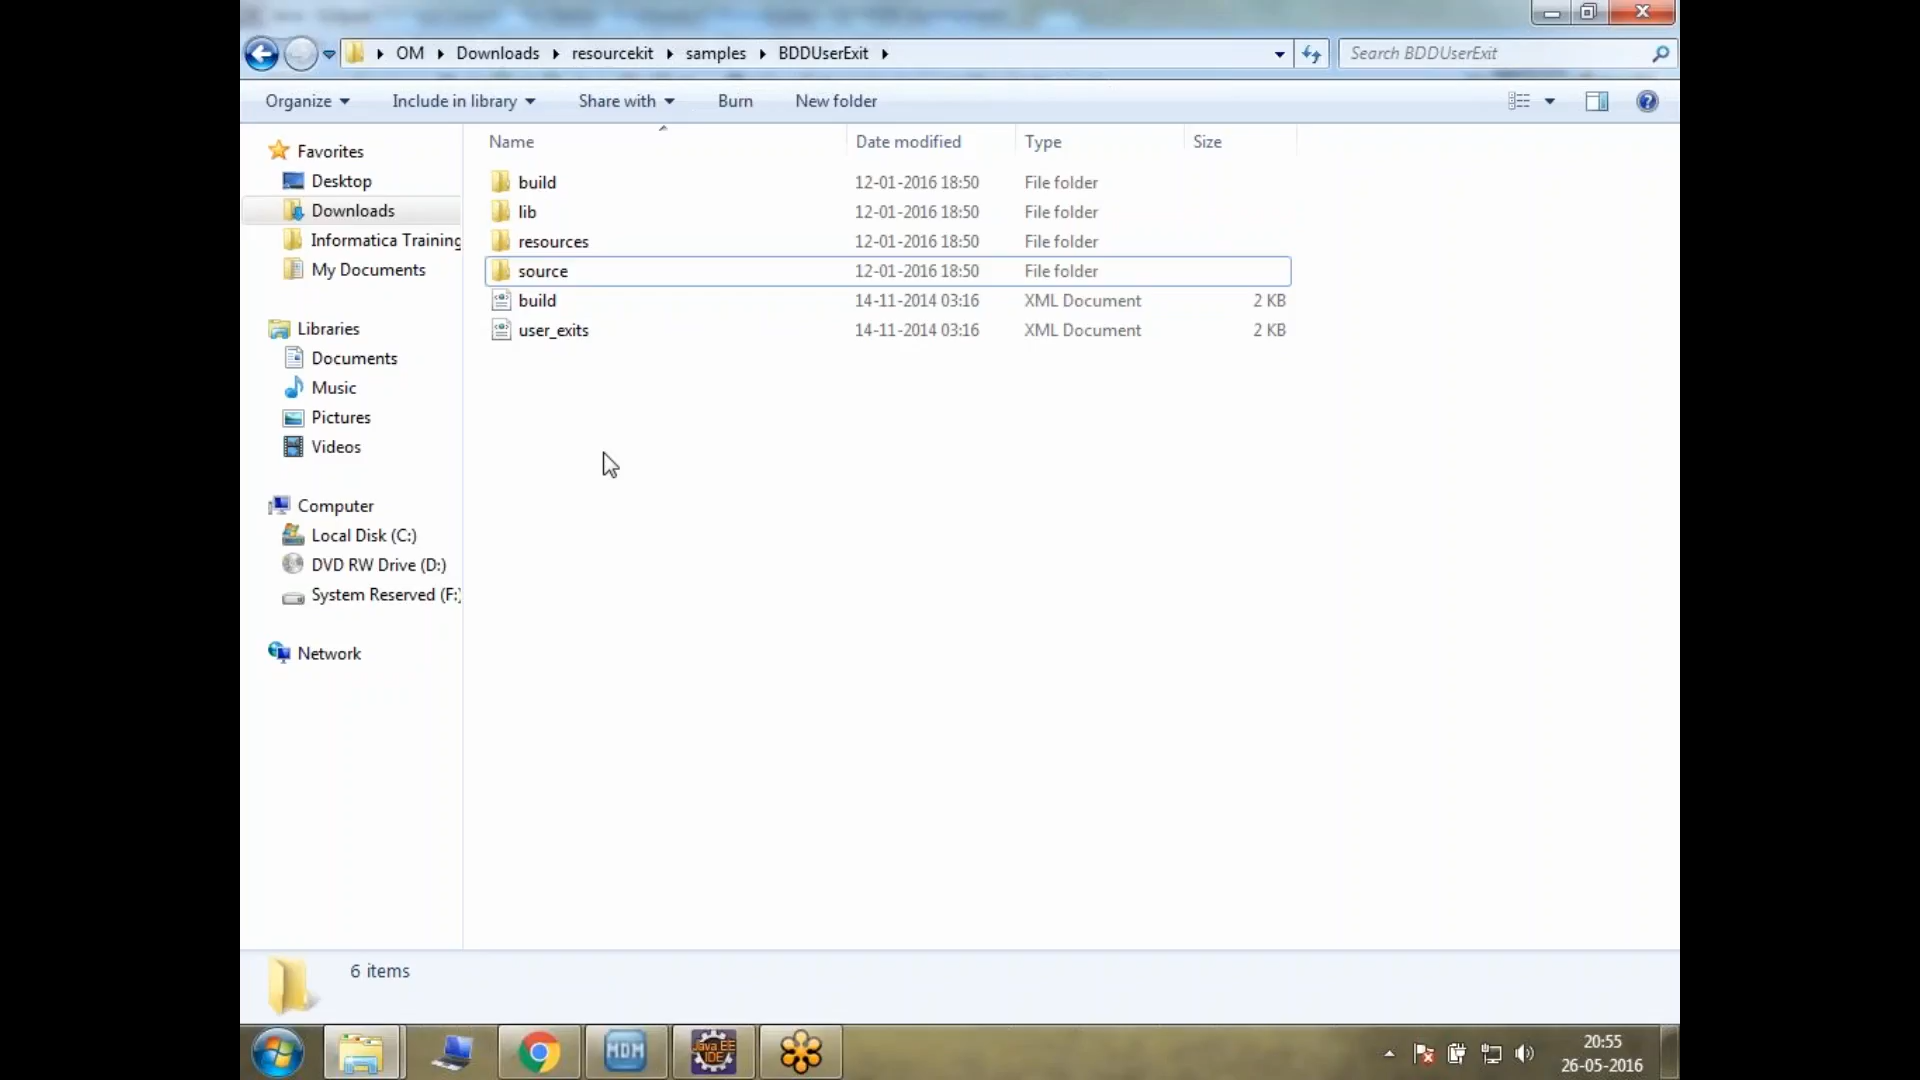 OM Downloads resourcekit samples BDDUserExit
Search BDDUserExit
Organize Include in library Share with Burn New folder
Name Date modified Type Size
Favorites
Desktop
Downloads
Informatica Training
My Documents
Libraries
Documents
Music
Pictures
Videos
Computer
Local Disk (C:)
DVD RW Drive (D:)
System Reserved (F:)
Network
build 12-01-2016 18:50 File folder
lib 12-01-2016 18:50 File folder
resources 12-01-2016 18:50 File folder
source 12-01-2016 18:50 File folder
build 14-11-2014 03:16 XML Document 2 KB
user_exits 14-11-2014 03:16 XML Document 2 KB
6 items
MDM
Java EE
IDE
20:55
26-05-2016